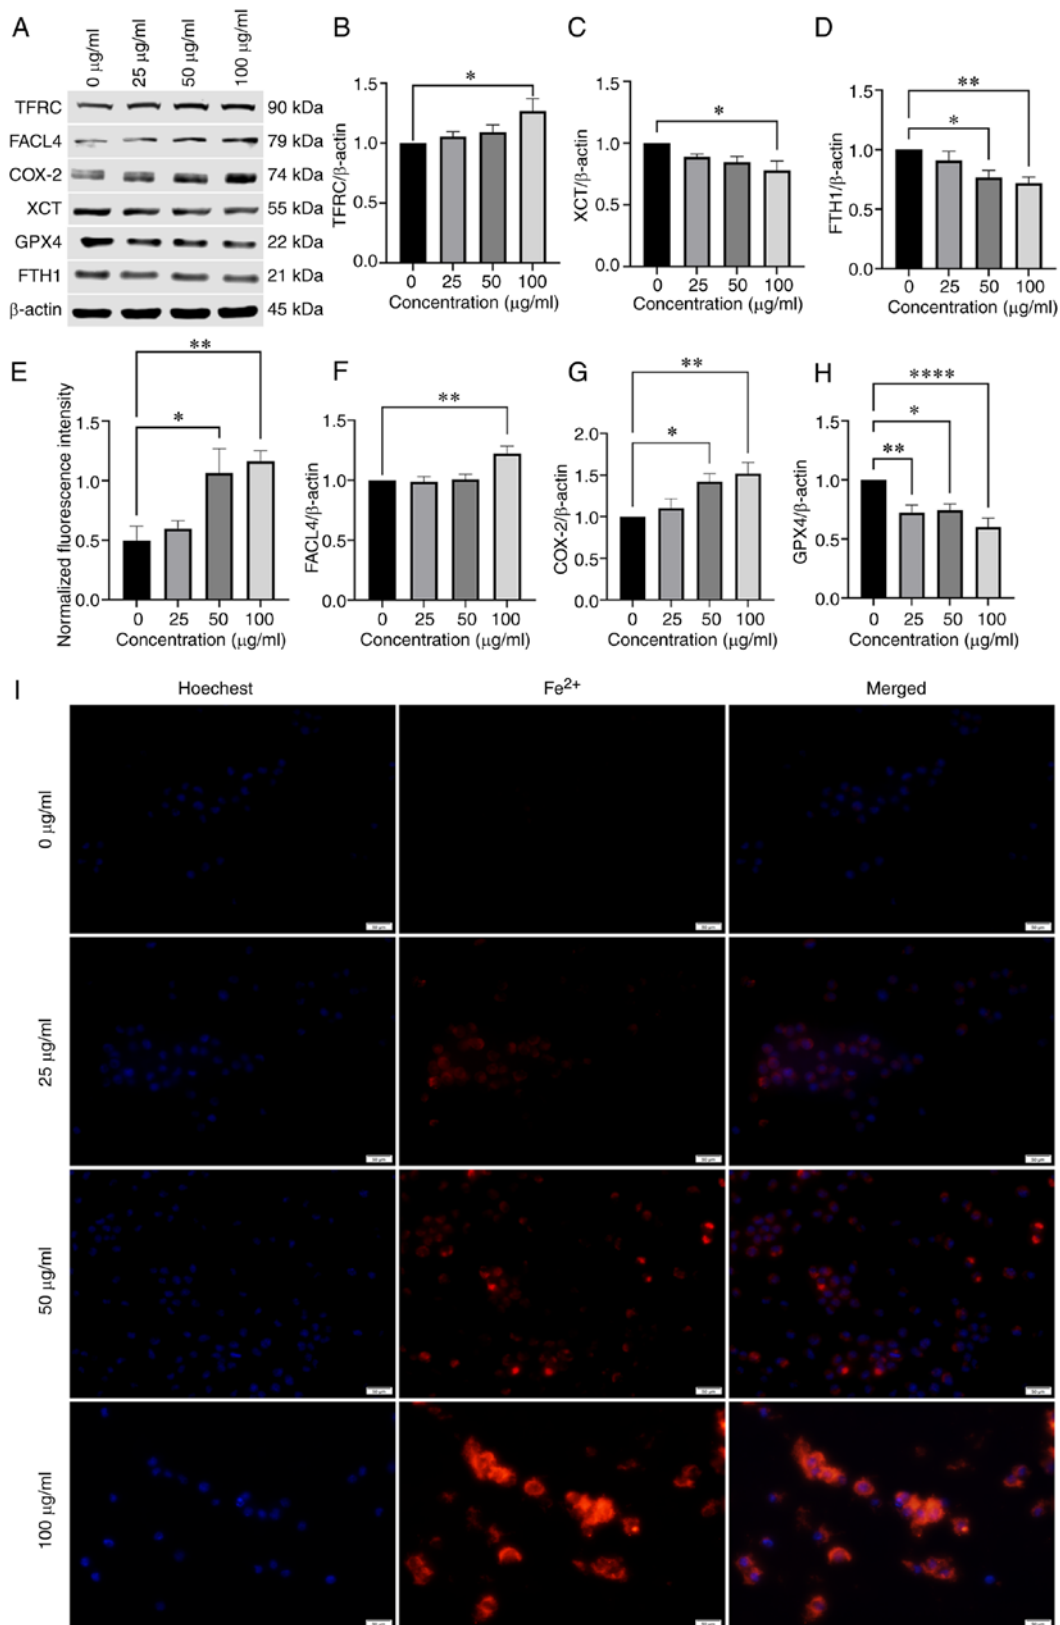 A
0 µg/ml
25 µg/ml
50 µg/ml
100 µg/ml
TFRC
90 kDa
FACL4
79 kDa
COX-2
74 kDa
XCT
55 kDa
GPX4
22 kDa
FTH1
21 kDa
β-actin
45 kDa
B
*
TFRC/β-actin
1.5
1.0
0.5
0.0
0 25 50 100
Concentration (µg/ml)
C
*
XCT/β-actin
1.5
1.0
0.5
0.0
0 25 50 100
Concentration (µg/ml)
D
**
*
FTH1/β-actin
1.5
1.0
0.5
0.0
0 25 50 100
Concentration (µg/ml)
E
**
*
Normalized fluorescence intensity
1.5
1.0
0.5
0.0
0 25 50 100
Concentration (µg/ml)
F
**
FACL4/β-actin
1.5
1.0
0.5
0.0
0 25 50 100
Concentration (µg/ml)
G
**
*
COX-2/β-actin
2.0
1.5
1.0
0.5
0.0
0 25 50 100
Concentration (µg/ml)
H
****
*
**
GPX4/β-actin
1.5
1.0
0.5
0.0
0 25 50 100
Concentration (µg/ml)
I
Hoechest
Fe²⁺
Merged
0 µg/ml
25 µg/ml
50 µg/ml
100 µg/ml